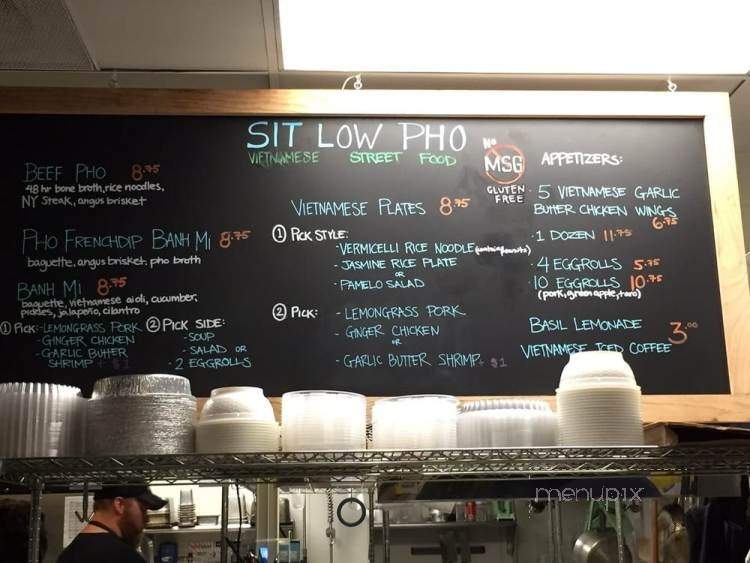 SIT LOW PHO
VIETNAMESE STREET FOOD
BEEF PHO 8.75
48 hr bone broth, rice noodles,
NY Steak, angus brisket
PHO FRENCHDIP BANH MI 8.75
baguette, angus brisket, pho broth
BANH MI 8.75
baguette, vietnamese aioli, cucumber,
pickles, jalapeño, cilantro
① PICK:
-LEMONGRASS PORK
- GINGER CHICKEN
- GARLIC BUTTER
SHRIMP + $1
② PICK SIDE:
-SOUP
- SALAD OR
- 2 EGGROLLS
VIETNAMESE PLATES 8.75
① PICK STYLE:
- VERMICELLI RICE NOODLE
- JASMINE RICE PLATE
OR
- PAMELO SALAD
② PICK:
- LEMONGRASS PORK
- GINGER CHICKEN
OR
- GARLIC BUTTER SHRIMP + $1
NO
MSG
GLUTEN
FREE
APPETIZERS:
· 5 VIETNAMESE GARLIC
BUTTER CHICKEN WINGS
6.75
· 1 DOZEN 11.75
· 4 EGGROLLS 5.75
· 10 EGGROLLS 10.75
(pork, green apple, taro)
BASIL LEMONADE
3.00
VIETNAMESE ICED COFFEE
menupix